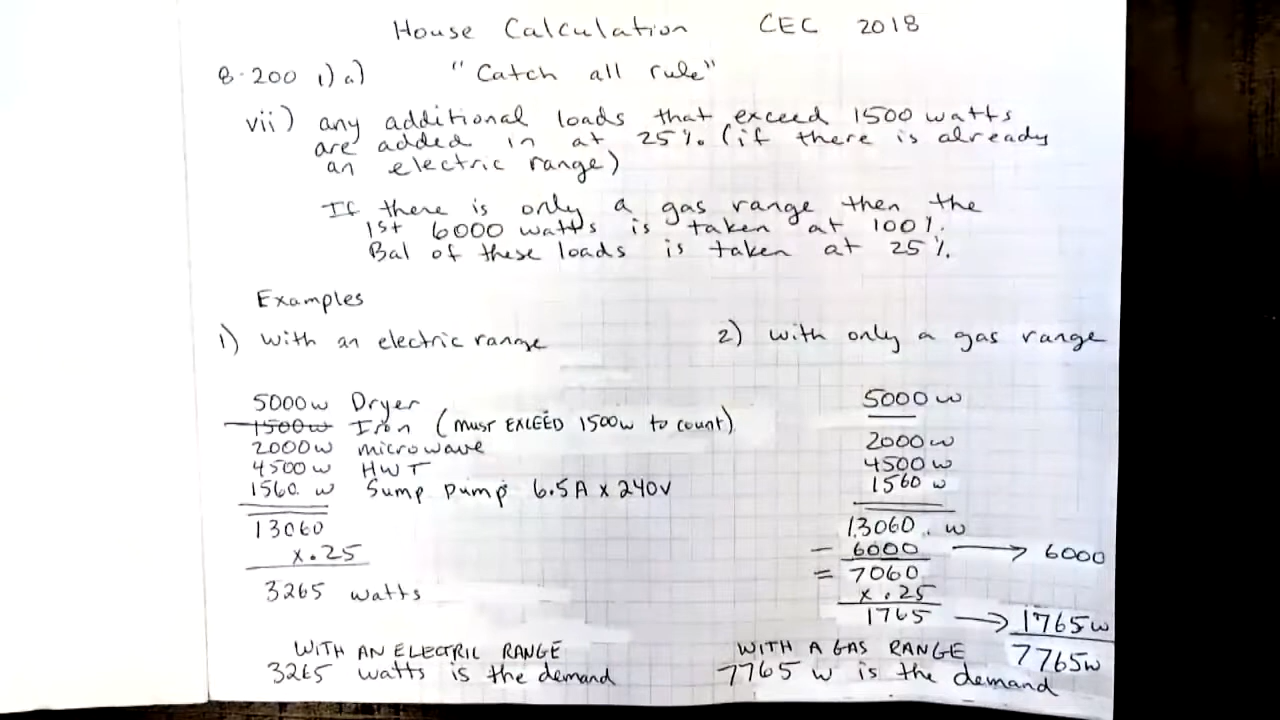 House Calculation CEC 2018
8-200 1) a) "Catch all rule"
vii) any additional loads that exceed 1500 watts
are added in at 25%. (if there is already
an electric range)
If there is only a gas range then the
1st 6000 watts is taken at 100%.
Bal of these loads is taken at 25%.
Examples
1) with an electric range
5000w Dryer
1500w Iron (must EXCEED 1500w to count)
2000w microwave
4500w HWT
1560 w Sump Pump 6.5A x 240v
13060
x.25
3265 watts
WITH AN ELECTRIC RANGE
3265 watts is the demand
2) with only a gas range
5000w
2000w
4500w
1560 w
13060 w
- 6000 → 6000
= 7060
x.25
1765 → 1765w
7765w
WITH A GAS RANGE
7765 w is the demand